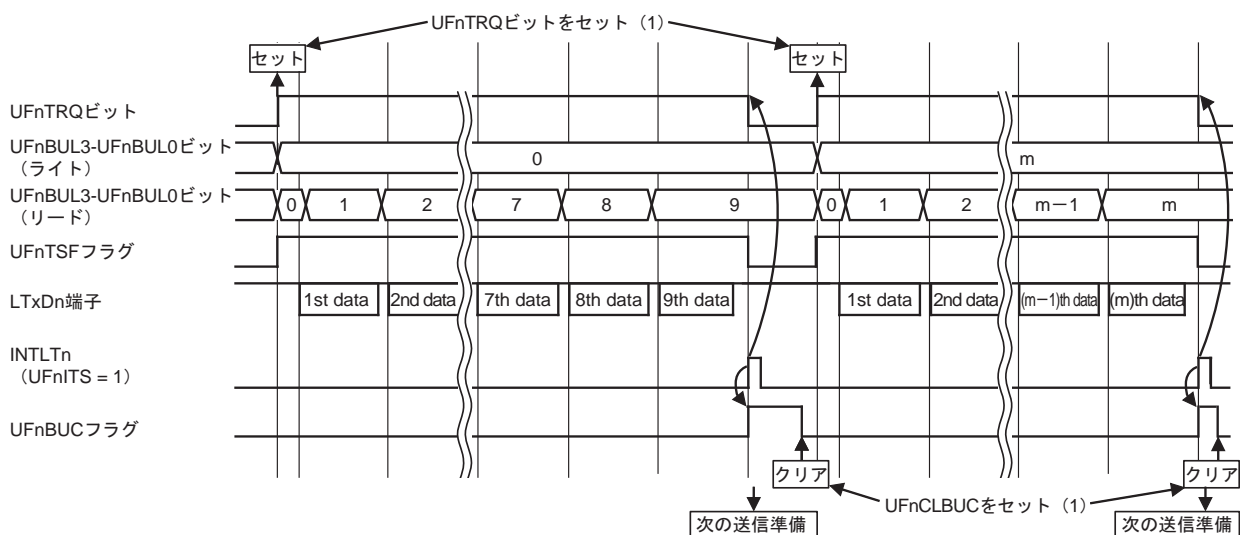 UFnTRQビットをセット（1）
セット セット
UFnTRQビット
UFnBUL3-UFnBUL0ビット
（ライト）
0 m
UFnBUL3-UFnBUL0ビット
（リード）
0 1 2 7 8 9 0 1 2 m－1 m
UFnTSFフラグ
LTxDn端子
1st data 2nd data 7th data 8th data 9th data 1st data 2nd data (m－1)th data (m)th data
INTLTn
（UFnITS = 1）
UFnBUCフラグ
クリア クリア
UFnCLBUCをセット（1）
次の送信準備 次の送信準備